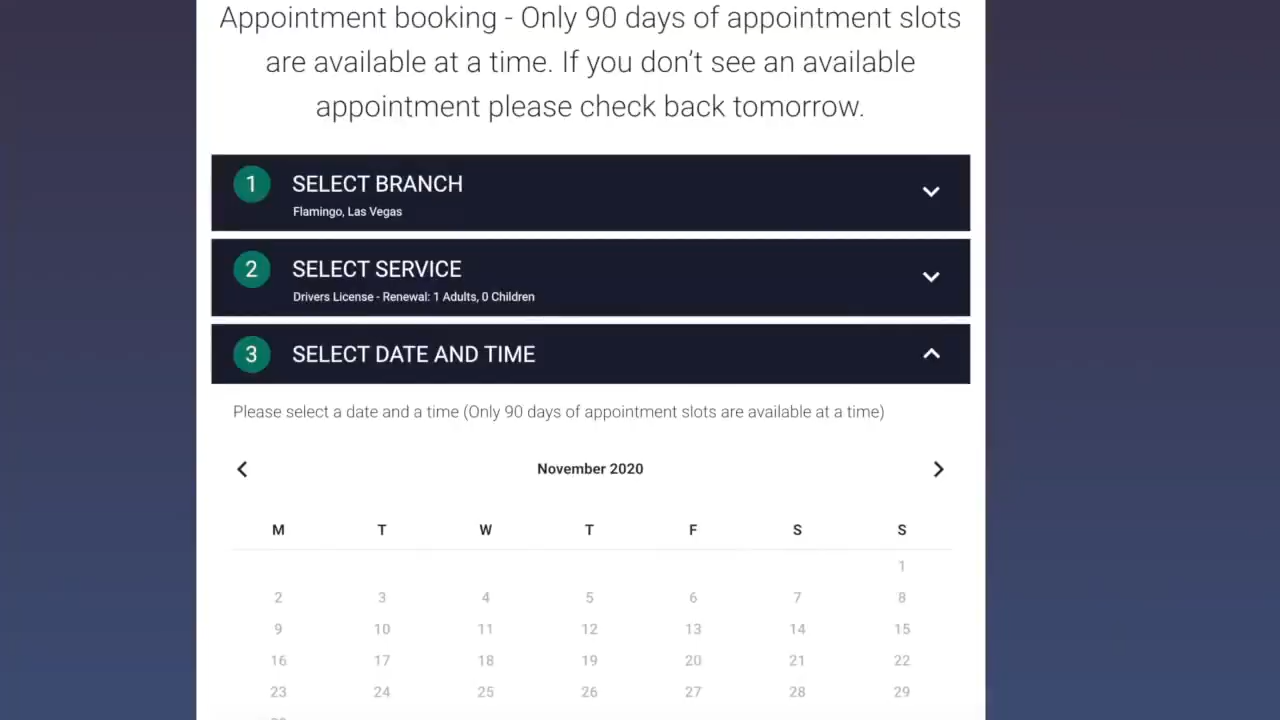 Appointment booking - Only 90 days of appointment slots
are available at a time. If you don’t see an available
appointment please check back tomorrow.
1 SELECT BRANCH
Flamingo, Las Vegas
2 SELECT SERVICE
Drivers License - Renewal: 1 Adults, 0 Children
3 SELECT DATE AND TIME
Please select a date and a time (Only 90 days of appointment slots are available at a time)
November 2020
M T W T F S S
1
2 3 4 5 6 7 8
9 10 11 12 13 14 15
16 17 18 19 20 21 22
23 24 25 26 27 28 29